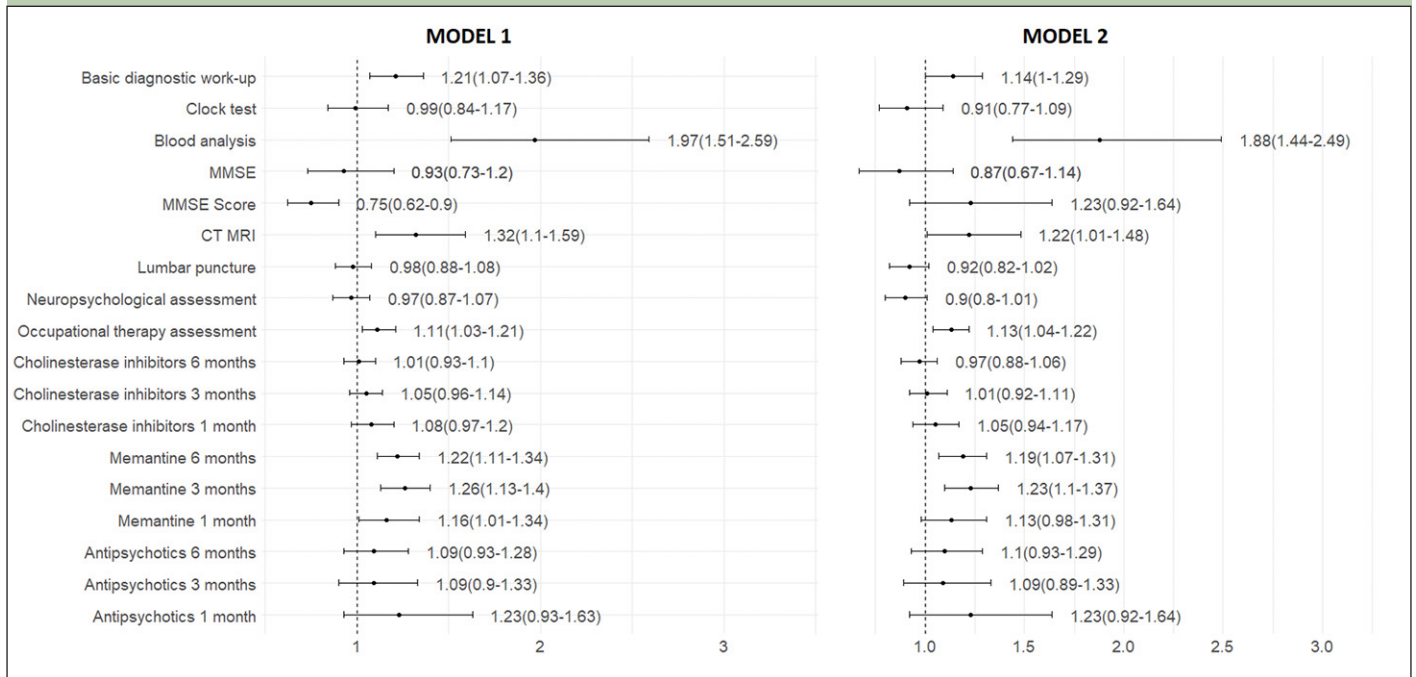 MODEL 1 MODEL 2
Basic diagnostic work-up 1.21(1.07-1.36) 1.14(1-1.29)
Clock test 0.99(0.84-1.17) 0.91(0.77-1.09)
Blood analysis 1.97(1.51-2.59) 1.88(1.44-2.49)
MMSE 0.93(0.73-1.2) 0.87(0.67-1.14)
MMSE Score 0.75(0.62-0.9) 1.23(0.92-1.64)
CT MRI 1.32(1.1-1.59) 1.22(1.01-1.48)
Lumbar puncture 0.98(0.88-1.08) 0.92(0.82-1.02)
Neuropsychological assessment 0.97(0.87-1.07) 0.9(0.8-1.01)
Occupational therapy assessment 1.11(1.03-1.21) 1.13(1.04-1.22)
Cholinesterase inhibitors 6 months 1.01(0.93-1.1) 0.97(0.88-1.06)
Cholinesterase inhibitors 3 months 1.05(0.96-1.14) 1.01(0.92-1.11)
Cholinesterase inhibitors 1 month 1.08(0.97-1.2) 1.05(0.94-1.17)
Memantine 6 months 1.22(1.11-1.34) 1.19(1.07-1.31)
Memantine 3 months 1.26(1.13-1.4) 1.23(1.1-1.37)
Memantine 1 month 1.16(1.01-1.34) 1.13(0.98-1.31)
Antipsychotics 6 months 1.09(0.93-1.28) 1.1(0.93-1.29)
Antipsychotics 3 months 1.09(0.9-1.33) 1.09(0.89-1.33)
Antipsychotics 1 month 1.23(0.93-1.63) 1.23(0.92-1.64)
1 2 3 1.0 1.5 2.0 2.5 3.0